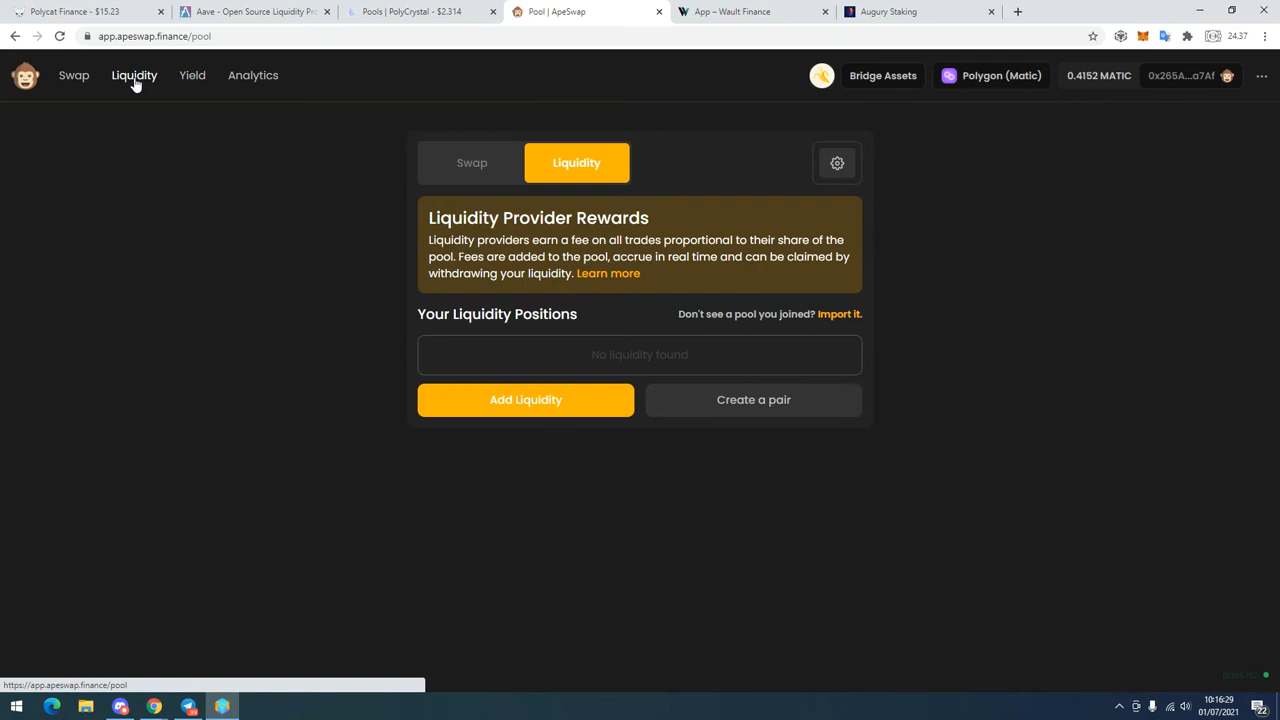 Polycat Finance - $15.23
Aave - Open Source Liquidity Pro
Pools | PolyCrystal - $2.314
Pool | ApeSwap
App – Wault Finance
Augury Staking
app.apeswap.finance/pool
24.37
Swap
Liquidity
Yield
Analytics
Bridge Assets
Polygon (Matic)
0.4152 MATIC
0x265A...a7Af
Swap
Liquidity
Liquidity Provider Rewards
Liquidity providers earn a fee on all trades proportional to their share of the
pool. Fees are added to the pool, accrue in real time and can be claimed by
withdrawing your liquidity. Learn more
Your Liquidity Positions
Don't see a pool you joined? Import it.
No liquidity found
Add Liquidity
Create a pair
https://app.apeswap.finance/pool
10:16:29
01/07/2021
22